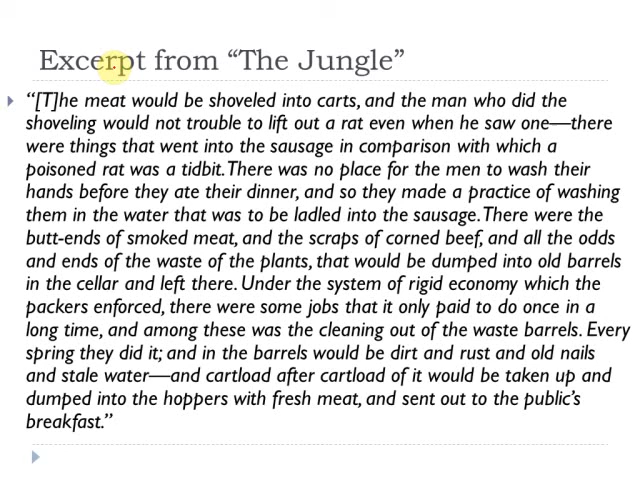 Excerpt from “The Jungle”
“[T]he meat would be shoveled into carts, and the man who did the
shoveling would not trouble to lift out a rat even when he saw one—there
were things that went into the sausage in comparison with which a
poisoned rat was a tidbit. There was no place for the men to wash their
hands before they ate their dinner, and so they made a practice of washing
them in the water that was to be ladled into the sausage. There were the
butt-ends of smoked meat, and the scraps of corned beef, and all the odds
and ends of the waste of the plants, that would be dumped into old barrels
in the cellar and left there. Under the system of rigid economy which the
packers enforced, there were some jobs that it only paid to do once in a
long time, and among these was the cleaning out of the waste barrels. Every
spring they did it; and in the barrels would be dirt and rust and old nails
and stale water—and cartload after cartload of it would be taken up and
dumped into the hoppers with fresh meat, and sent out to the public’s
breakfast.”